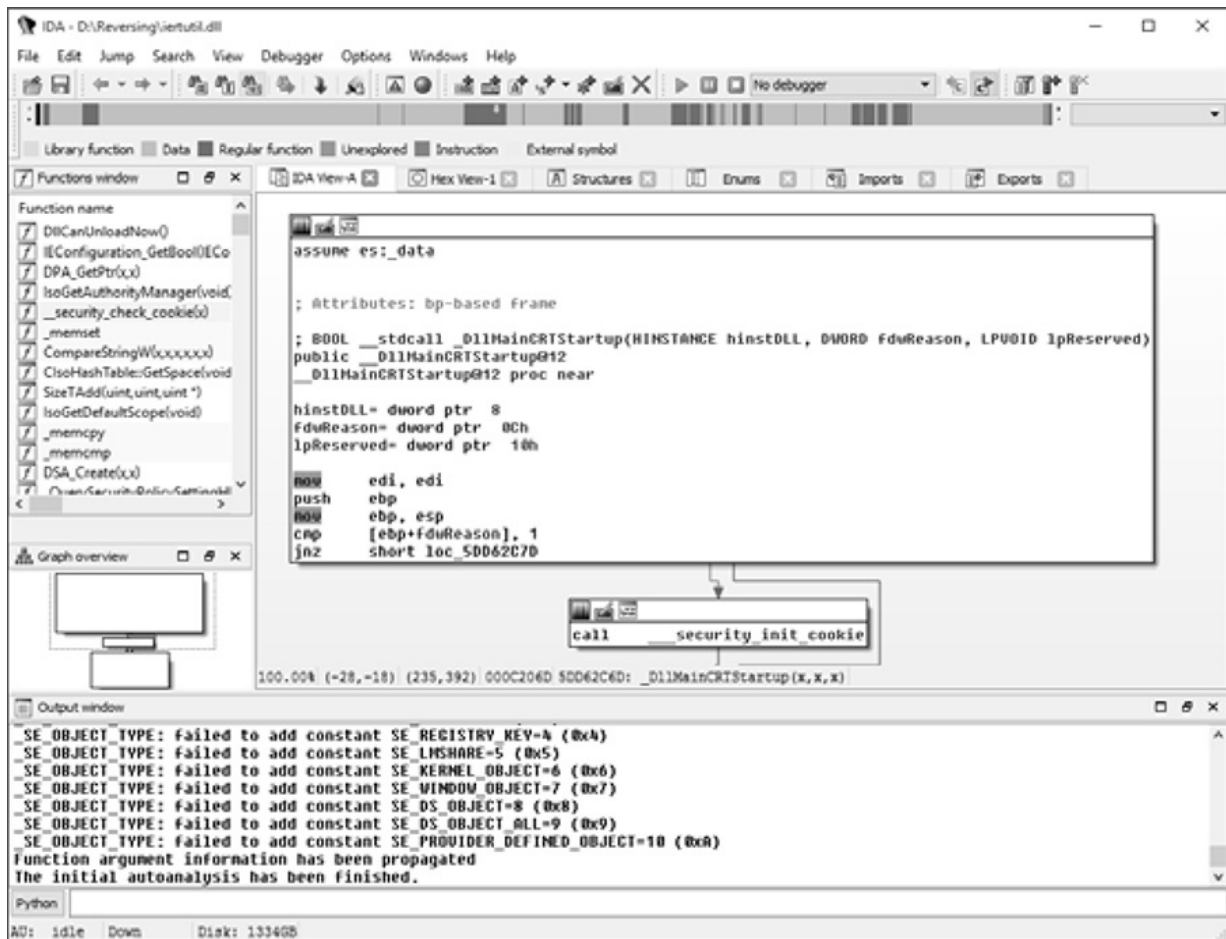 IDA - D:\Reversing\iertutil.dll
File Edit Jump Search View Debugger Options Windows Help
No debugger
Library function Data Regular function Unexplored Instruction External symbol
Functions window
IDA View-A Hex View-1 Structures Enums Imports Exports
Function name
DllCanUnloadNow()
IEConfiguration_GetBool(IECo
DPA_GetPtr(x,x)
IsoGetAuthorityManager(void)
__security_check_cookie(x)
_memset
CompareStringW(x,x,x,x,x,x)
CIsoHashTable::GetSpace(void
SizeTAdd(uint,uint,uint *)
IsoGetDefaultScope(void)
_memcpy
_memcmp
DSA_Create(x,x)
Graph overview
assume es:_data
; Attributes: bp-based frame
; BOOL __stdcall _DllMainCRTStartup(HINSTANCE hinstDLL, DWORD fdwReason, LPVOID lpReserved)
public __DllMainCRTStartup@12
__DllMainCRTStartup@12 proc near
hinstDLL= dword ptr 8
fdwReason= dword ptr 0Ch
lpReserved= dword ptr 10h
mov edi, edi
push ebp
mov ebp, esp
cmp [ebp+fdwReason], 1
jnz short loc_5DD62C7D
call ___security_init_cookie
100.00% (-28,-18) (235,392) 000C206D 5DD62C6D: _DllMainCRTStartup(x,x,x)
Output window
_SE_OBJECT_TYPE: failed to add constant SE_REGISTRY_KEY=4 (0x4)
_SE_OBJECT_TYPE: failed to add constant SE_LMSHARE=5 (0x5)
_SE_OBJECT_TYPE: failed to add constant SE_KERNEL_OBJECT=6 (0x6)
_SE_OBJECT_TYPE: failed to add constant SE_WINDOW_OBJECT=7 (0x7)
_SE_OBJECT_TYPE: failed to add constant SE_DS_OBJECT=8 (0x8)
_SE_OBJECT_TYPE: failed to add constant SE_DS_OBJECT_ALL=9 (0x9)
_SE_OBJECT_TYPE: failed to add constant SE_PROVIDER_DEFINED_OBJECT=10 (0xA)
Function argument information has been propagated
The initial autoanalysis has been finished.
Python
AU: idle Down Disk: 1334GB